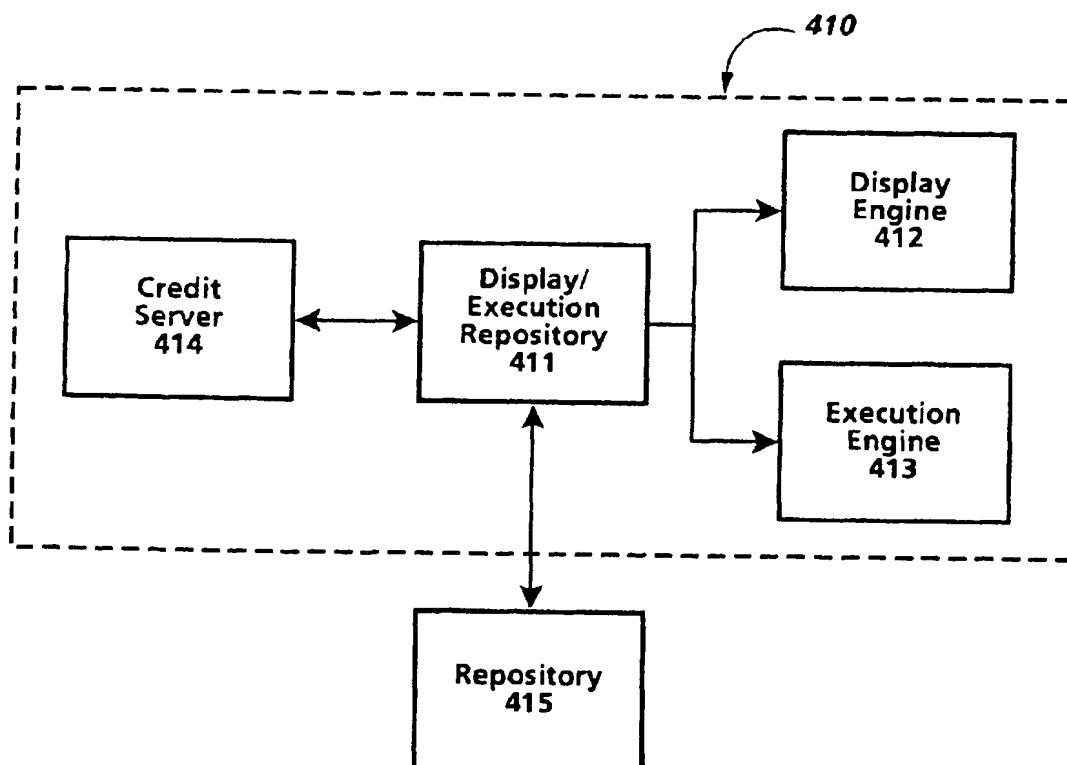 410
Display
Engine
412
Credit
Server
414
Display/
Execution
Repository
411
Execution
Engine
413
Repository
415